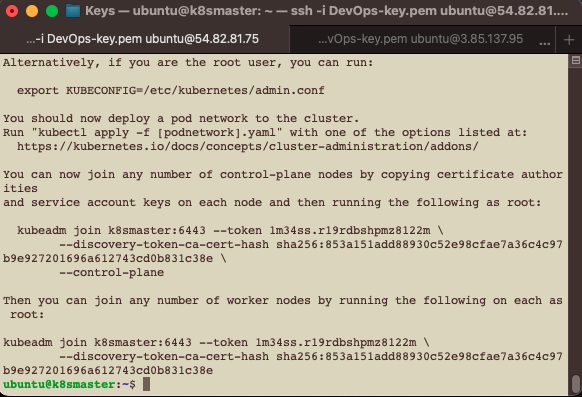 Keys — ubuntu@k8smaster: ~ — ssh -i DevOps-key.pem ubuntu@54.82.81....
...-i DevOps-key.pem ubuntu@54.82.81.75
...vOps-key.pem ubuntu@3.85.137.95 ... +
Alternatively, if you are the root user, you can run:
export KUBECONFIG=/etc/kubernetes/admin.conf
You should now deploy a pod network to the cluster.
Run "kubectl apply -f [podnetwork].yaml" with one of the options listed at:
https://kubernetes.io/docs/concepts/cluster-administration/addons/
You can now join any number of control-plane nodes by copying certificate author
ities
and service account keys on each node and then running the following as root:
kubeadm join k8smaster:6443 --token 1m34ss.r19rdbshpmz8122m \
--discovery-token-ca-cert-hash sha256:853a151add88930c52e98cfae7a36c4c97
b9e927201696a612743cd0b831c38e \
--control-plane
Then you can join any number of worker nodes by running the following on each as
root:
kubeadm join k8smaster:6443 --token 1m34ss.r19rdbshpmz8122m \
--discovery-token-ca-cert-hash sha256:853a151add88930c52e98cfae7a36c4c97
b9e927201696a612743cd0b831c38e
ubuntu@k8smaster:~$